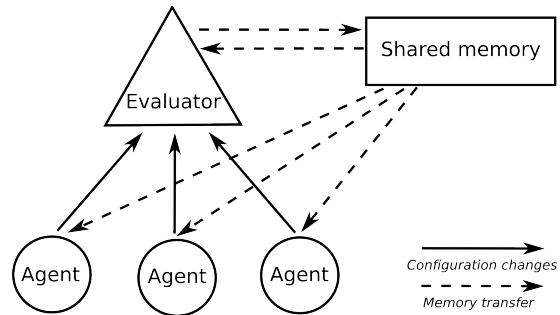 Shared memory
Evaluator
Agent
Agent
Agent
Configuration changes
Memory transfer